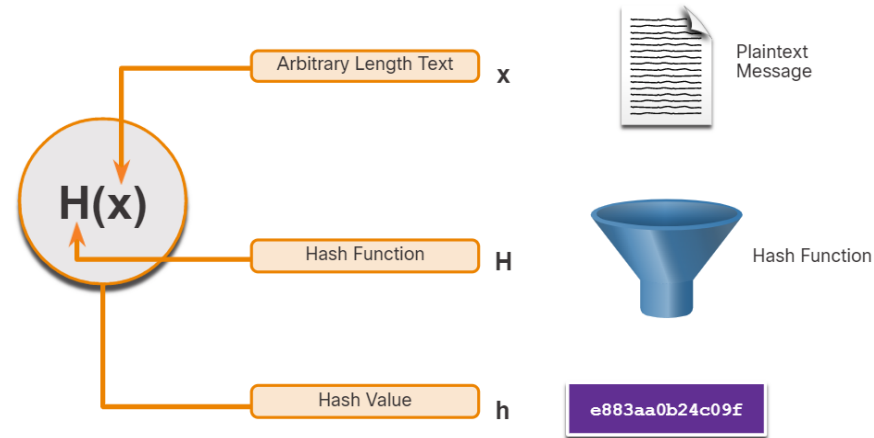 Arbitrary Length Text
x
Plaintext
Message
H(x)
Hash Function
H
Hash Function
Hash Value
h
e883aa0b24c09f